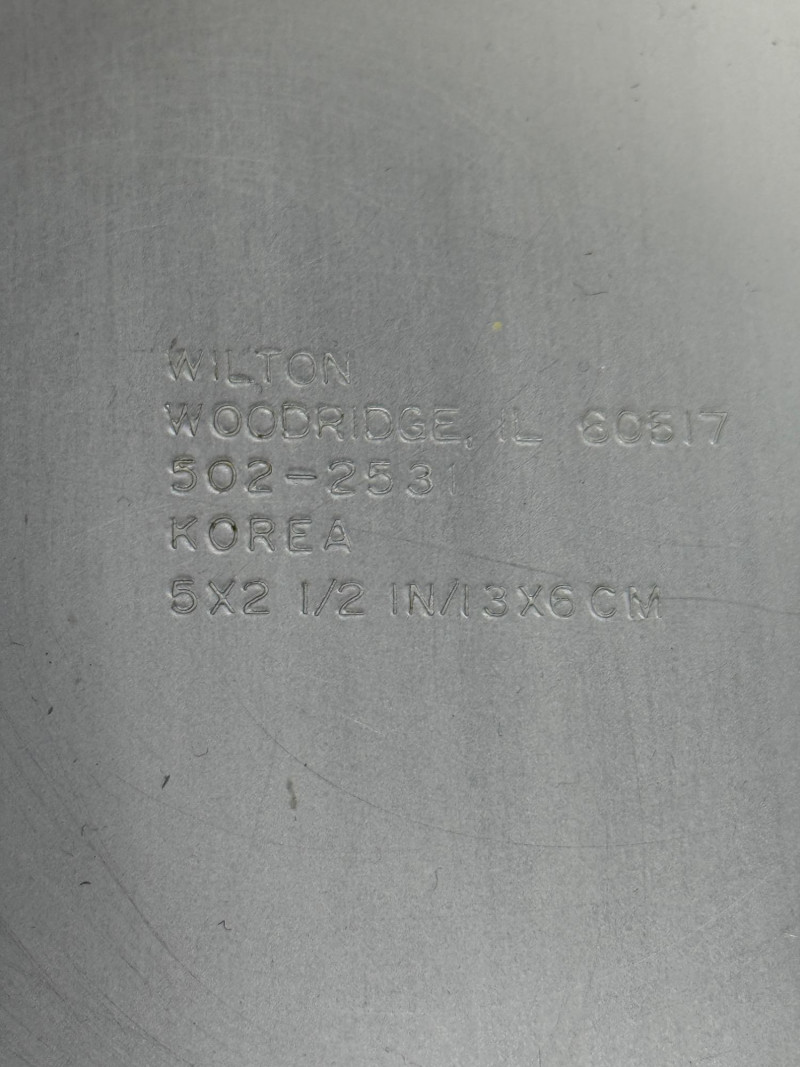 WILTON
WOODRIDGE, IL 60517
502-2531
KOREA
5X2 1/2 IN/13X6CM